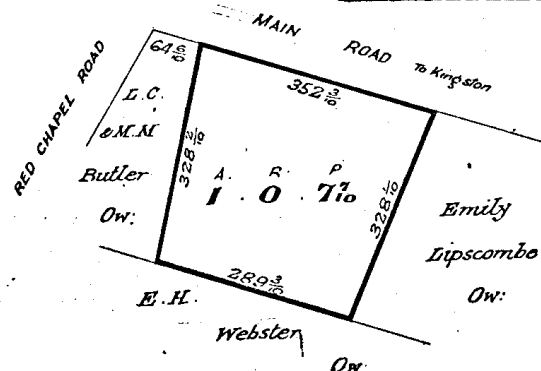 MAIN ROAD To Kingston
RED CHAPEL ROAD
64 6/10
352 3/10
L.C.
& M.M
Butler
Ow:
328 2/10
A. R. P
1 . 0 . 7 7/10
328 1/10
Emily
Lipscombe
Ow:
289 3/10
E.H.
Webster
Ow